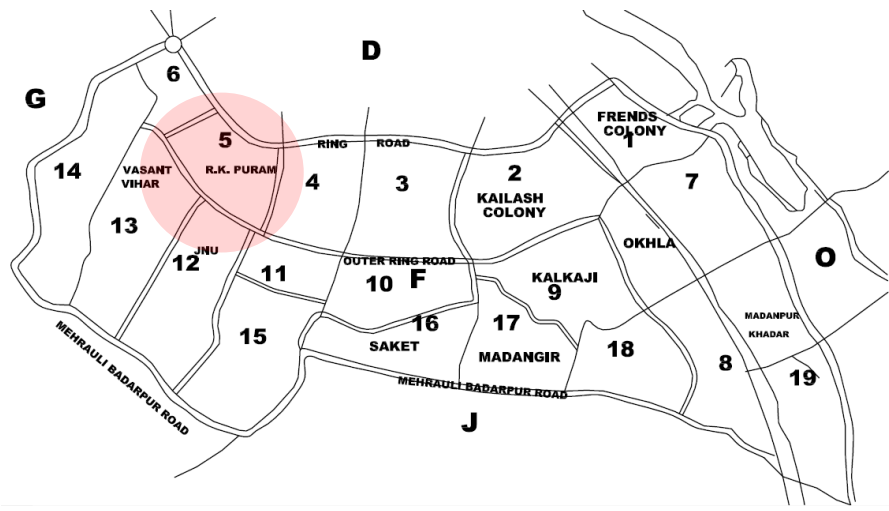 D
6
G
FRENDS
COLONY
1
5
RING ROAD
14
VASANT
VIHAR
R.K. PURAM
4
3
2
7
KAILASH
COLONY
13
12
JNU
11
OUTER RING ROAD
10
F
KALKAJI
9
OKHLA
O
15
16
SAKET
17
MADANGIR
18
MADANPUR
KHADAR
8
19
MEHRAULI BADARPUR ROAD
MEHRAULI BADARPUR ROAD
J